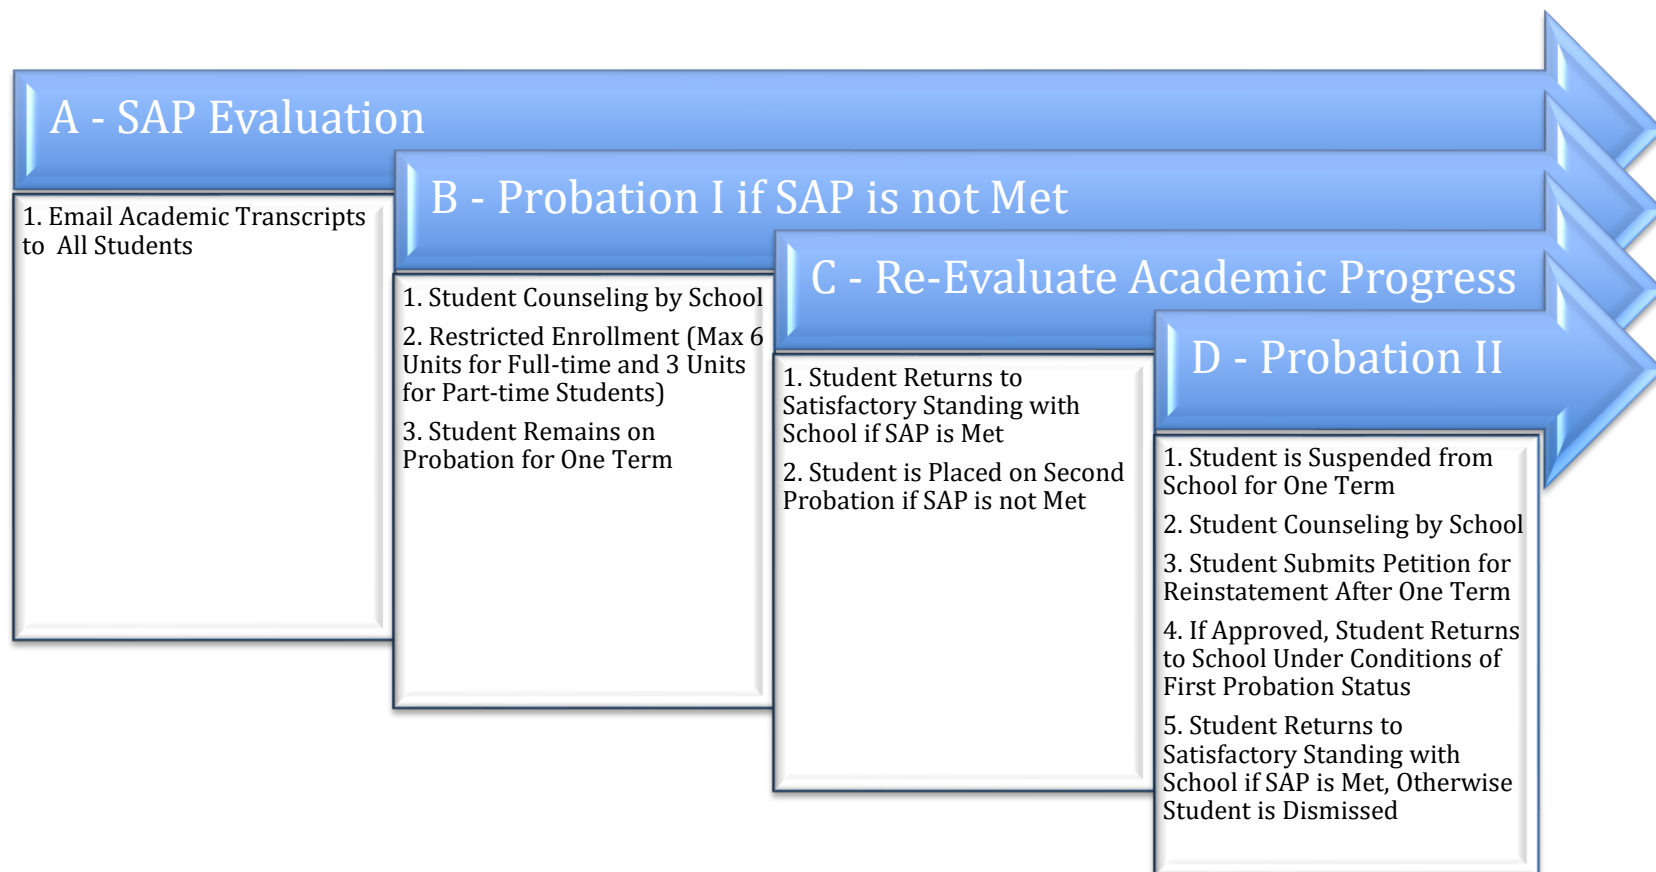 A - SAP Evaluation
1. Email Academic Transcripts
to All Students
B - Probation I if SAP is not Met
1. Student Counseling by School
2. Restricted Enrollment (Max 6
Units for Full-time and 3 Units
for Part-time Students)
3. Student Remains on
Probation for One Term
C - Re-Evaluate Academic Progress
1. Student Returns to
Satisfactory Standing with
School if SAP is Met
2. Student is Placed on Second
Probation if SAP is not Met
D - Probation II
1. Student is Suspended from
School for One Term
2. Student Counseling by School
3. Student Submits Petition for
Reinstatement After One Term
4. If Approved, Student Returns
to School Under Conditions of
First Probation Status
5. Student Returns to
Satisfactory Standing with
School if SAP is Met, Otherwise
Student is Dismissed